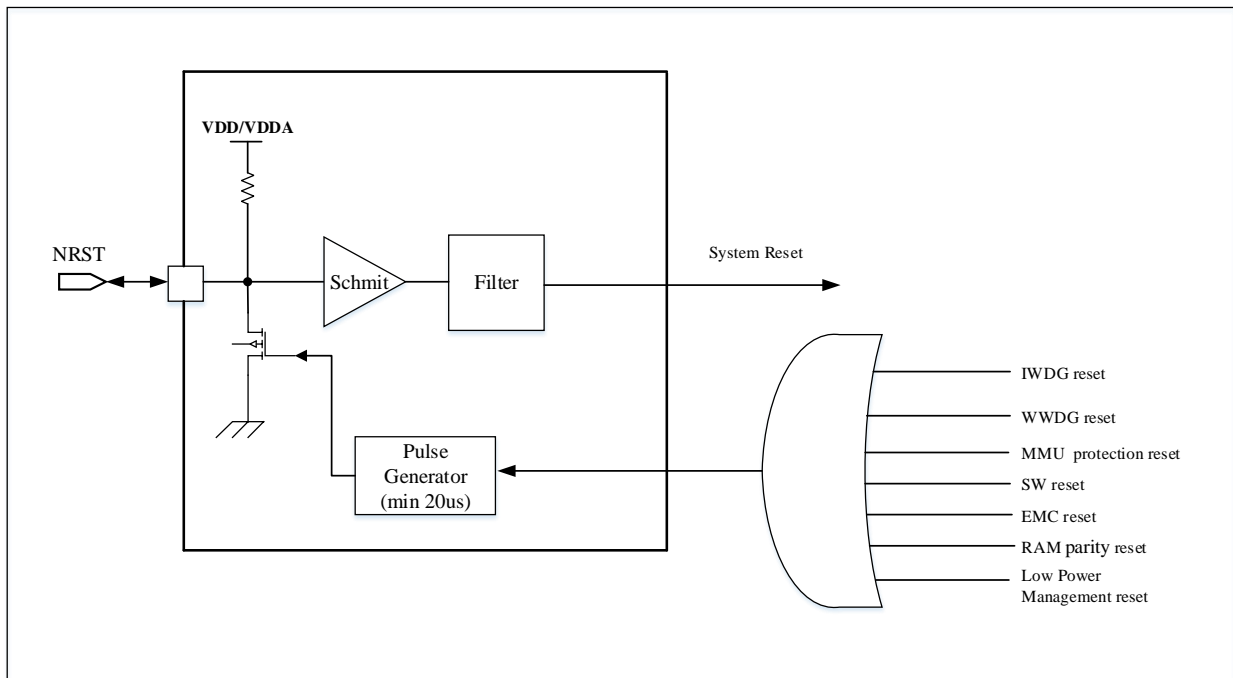 VDD/VDDA
NRST
Schmit
Filter
System Reset
Pulse
Generator
(min 20us)
IWDG reset
WWDG reset
MMU protection reset
SW reset
EMC reset
RAM parity reset
Low Power
Management reset